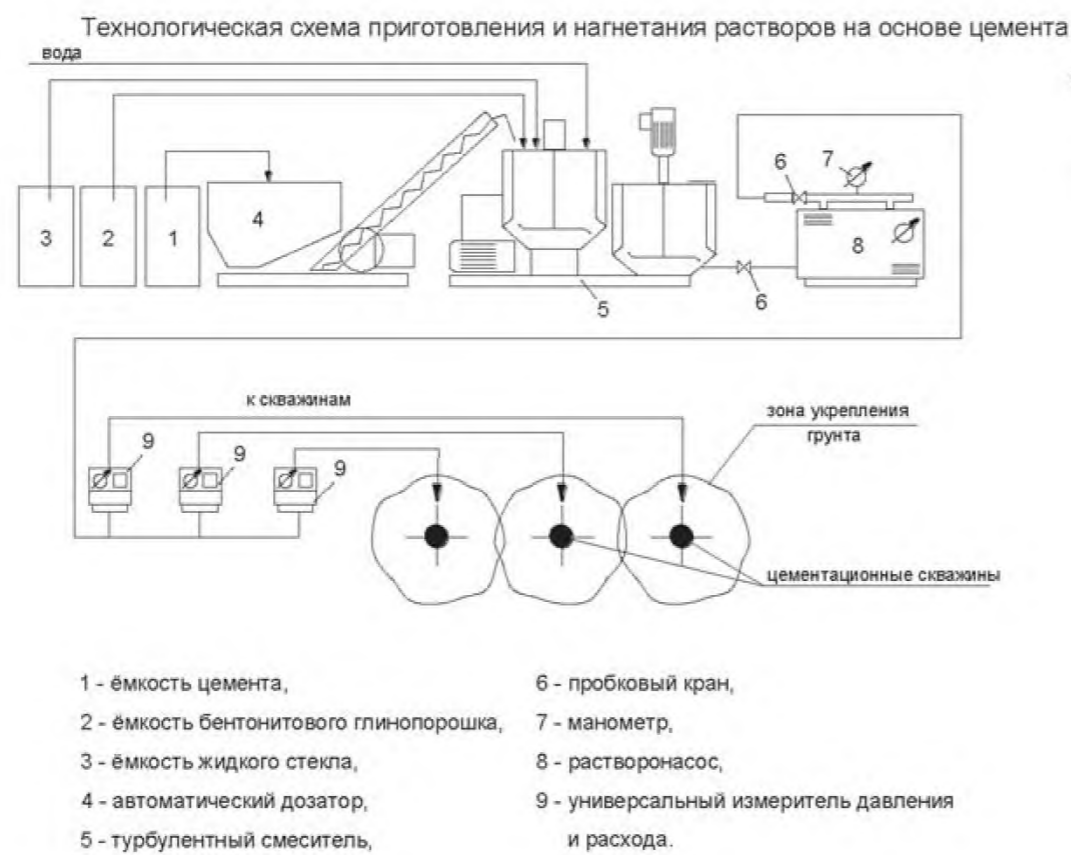 Технологическая схема приготовления и нагнетания растворов на основе цемента
вода
3
2
1
4
5
6
7
6
8
к скважинам
9
9
9
зона укрепления
грунта
цементационные скважины
1 - ёмкость цемента,
2 - ёмкость бентонитового глинопорошка,
3 - ёмкость жидкого стекла,
4 - автоматический дозатор,
5 - турбулентный смеситель,
6 - пробковый кран,
7 - манометр,
8 - растворонасос,
9 - универсальный измеритель давления
и расхода.